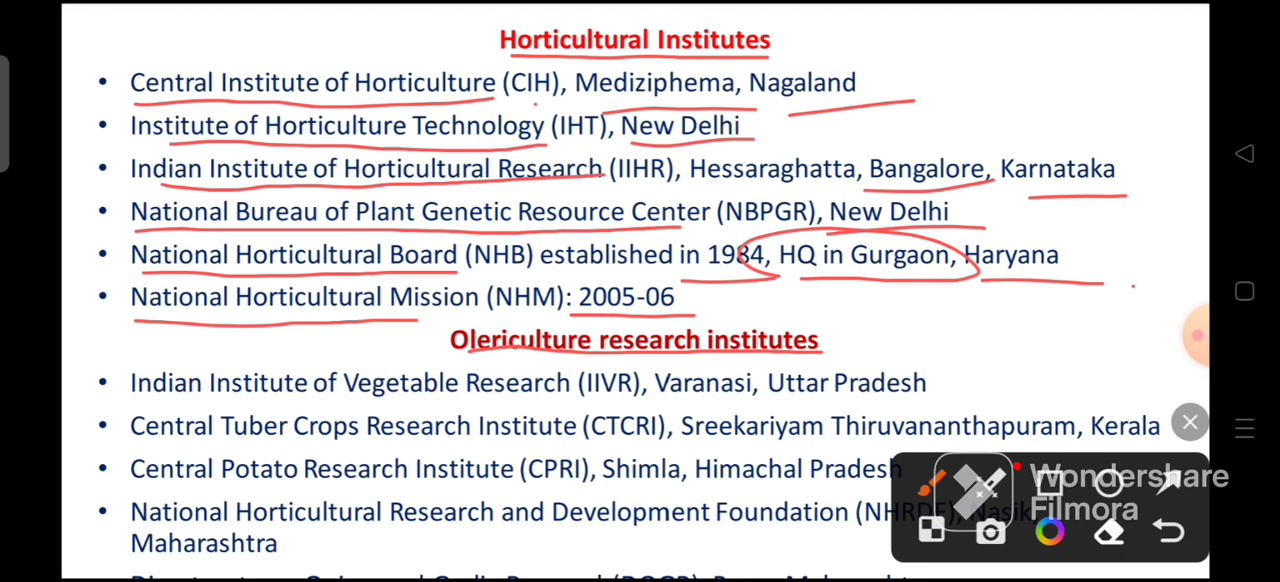 Horticultural Institutes
• Central Institute of Horticulture (CIH), Mediziphema, Nagaland
• Institute of Horticulture Technology (IHT), New Delhi
• Indian Institute of Horticultural Research (IIHR), Hessaraghatta, Bangalore, Karnataka
• National Bureau of Plant Genetic Resource Center (NBPGR), New Delhi
• National Horticultural Board (NHB) established in 1984, HQ in Gurgaon, Haryana
• National Horticultural Mission (NHM): 2005-06
Olericulture research institutes
• Indian Institute of Vegetable Research (IIVR), Varanasi, Uttar Pradesh
• Central Tuber Crops Research Institute (CTCRI), Sreekariyam Thiruvananthapuram, Kerala
• Central Potato Research Institute (CPRI), Shimla, Himachal Pradesh
• National Horticultural Research and Development Foundation (NHRDF), Nasik,
Maharashtra
Wondershare
Filmora